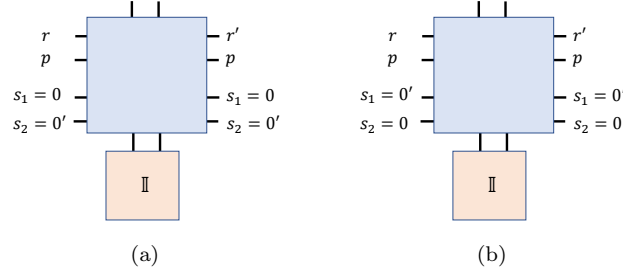 r r′ r r′
p p p p
s₁ = 0 s₁ = 0 s₁ = 0′ s₁ = 0′
s₂ = 0′ s₂ = 0′ s₂ = 0 s₂ = 0
𝕀 𝕀
(a) (b)